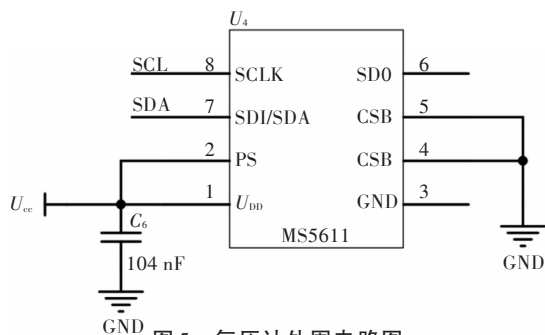 U₄
SCL 8 SCLK SD0 6
SDA 7 SDI/SDA CSB 5
2 PS CSB 4
Ucc 1 UDD GND 3
C₆ MS5611
104 nF GND
GND 图5 气压计外围电路图